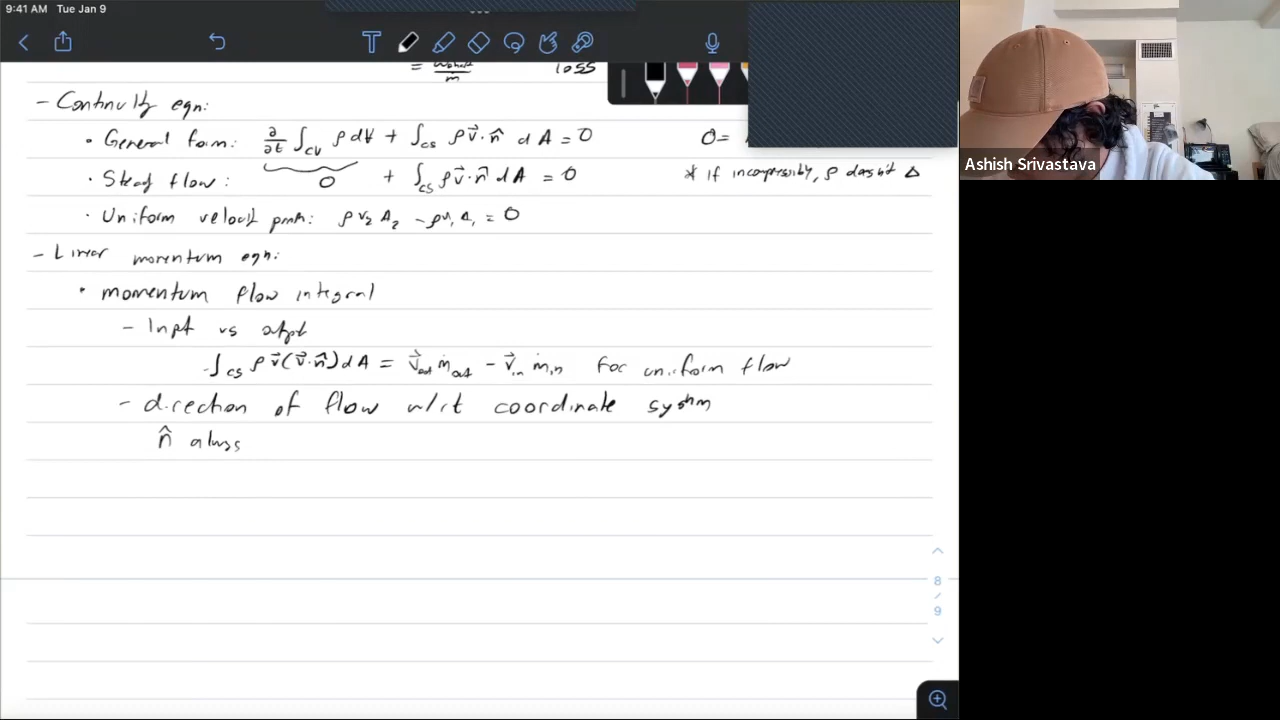 9:41 AM Tue Jan 9
= loss
- Continuity eqn:
• General form: ∂/∂t ∫cv ρ dV + ∫cs ρ v⃗·n̂ dA = 0 0 =
• Steady flow: 0 + ∫cs ρ v⃗·n̂ dA = 0 * if incompressibly, ρ doesn't Δ
• Uniform velocity : ρ v₂ A₂ - ρ v₁ A₁ = 0
- Linear momentum eqn:
• momentum flow integral
- Input vs output
∫cs ρ v⃗(v⃗·n̂) dA = v⃗out ṁout - v⃗in ṁin for uniform flow
- direction of flow w/rt coordinate system
n̂ always
8
/
9
Ashish Srivastava